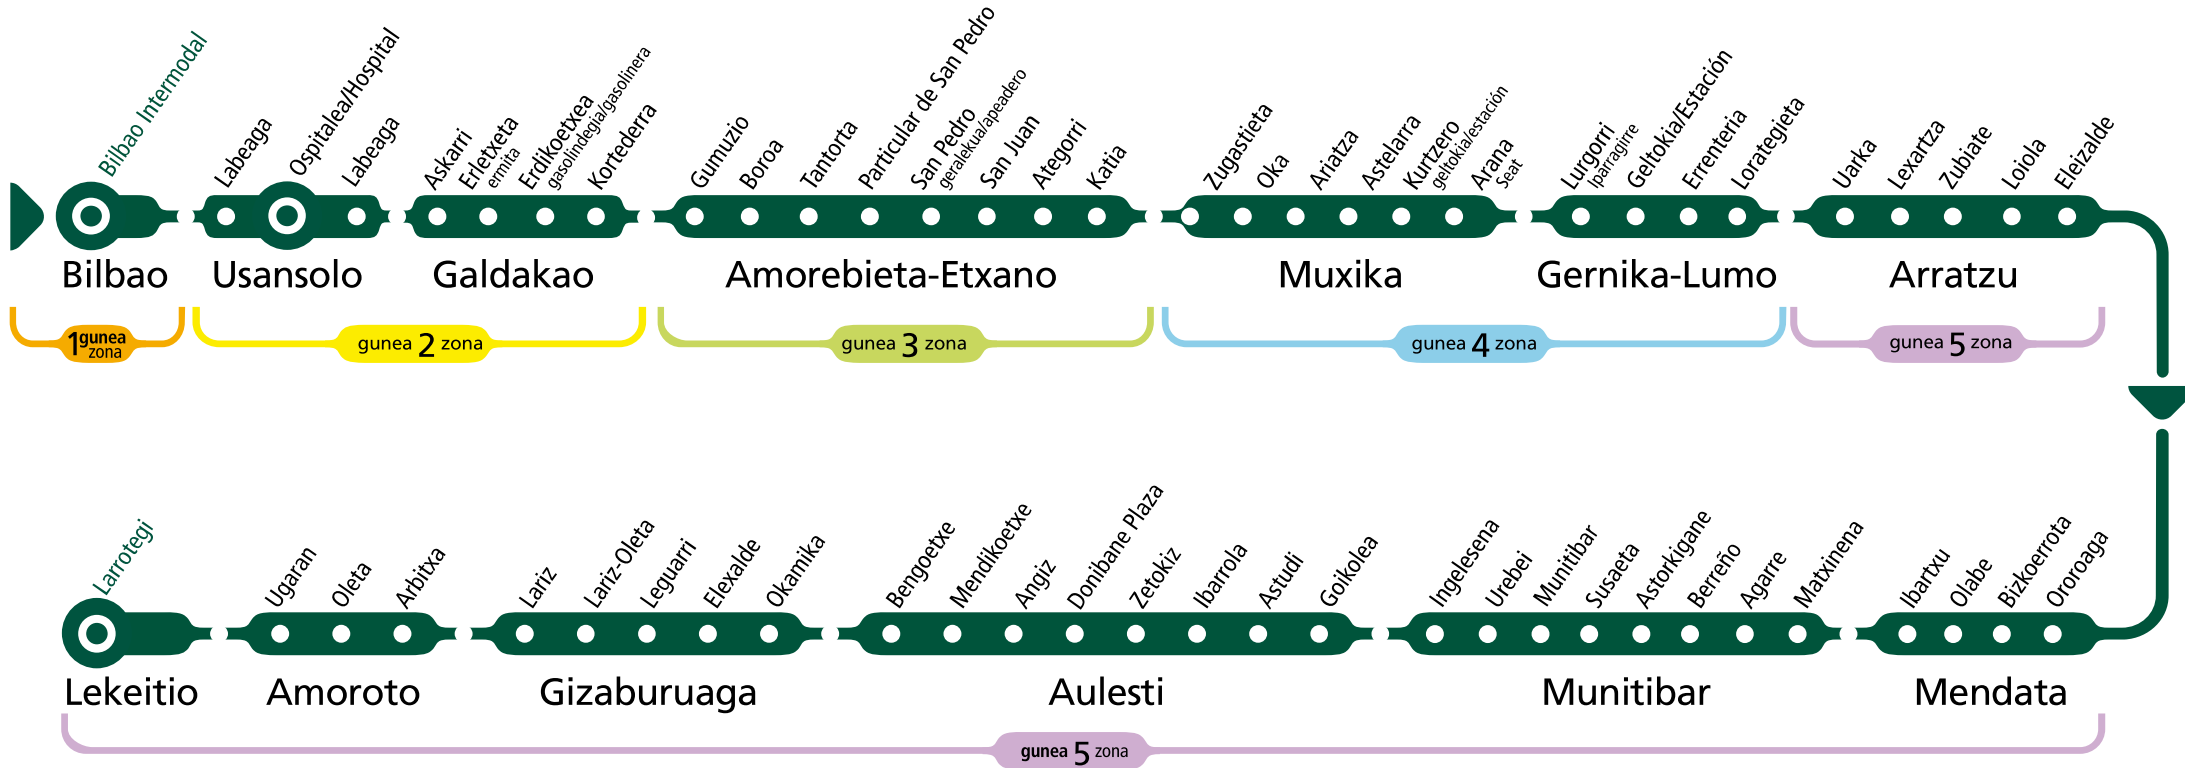 Bilbao Intermodal
Labeaga
Ospitalea/Hospital
Labeaga
Askarri
Erletxeta
ermita
Erdikoetxea
gasolindegia/gasolinera
Kortederra
Gumuzio
Boroa
Tantorta
Particular de San Pedro
San Pedro
geralekua/apeadero
San Juan
Ategorri
Katia
Zugastieta
Oka
Ariatza
Astelarra
Kurtzero
geltokia/estación
Arana
Seat
Lurgorri
Iparragirre
Geltokia/Estación
Errenteria
Lorategieta
Uarka
Lexartza
Zubiate
Loiola
Eleizalde
Bilbao
Usansolo
Galdakao
Amorebieta-Etxano
Muxika
Gernika-Lumo
Arratzu
1 gunea
zona
gunea 2 zona
gunea 3 zona
gunea 4 zona
gunea 5 zona
Larrotegi
Ugaran
Oleta
Arbitxa
Lariz
Lariz-Oleta
Leguarri
Elexalde
Okamika
Bengoetxe
Mendikoetxe
Angiz
Donibane Plaza
Zetokiz
Ibarrola
Astudi
Goikolea
Ingelesena
Urebei
Munitibar
Susaeta
Astorkigane
Berreño
Agarre
Matxinena
Ibartxu
Olabe
Bizkoerrota
Ororoaga
Lekeitio
Amoroto
Gizaburuaga
Aulesti
Munitibar
Mendata
gunea 5 zona